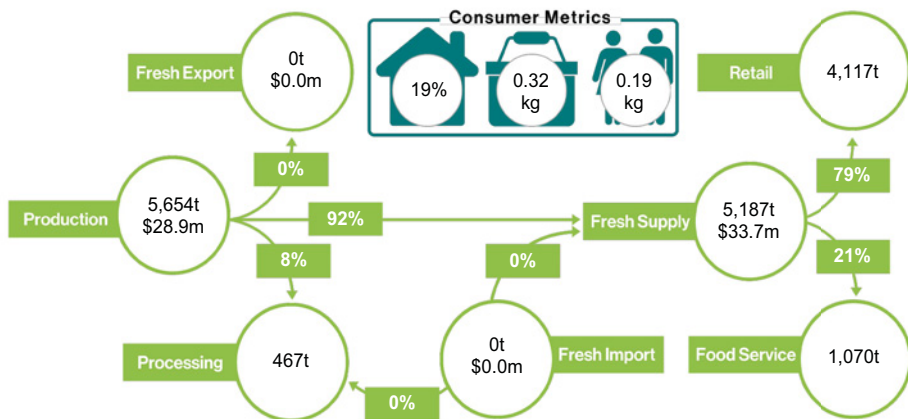 Consumer Metrics
Fresh Export
0t
$0.0m
19%
0.32
kg
0.19
kg
Retail
4,117t
0%
79%
Production
5,654t
$28.9m
92%
Fresh Supply
5,187t
$33.7m
8%
0%
21%
Processing
467t
0t
$0.0m
Fresh Import
Food Service
1,070t
0%